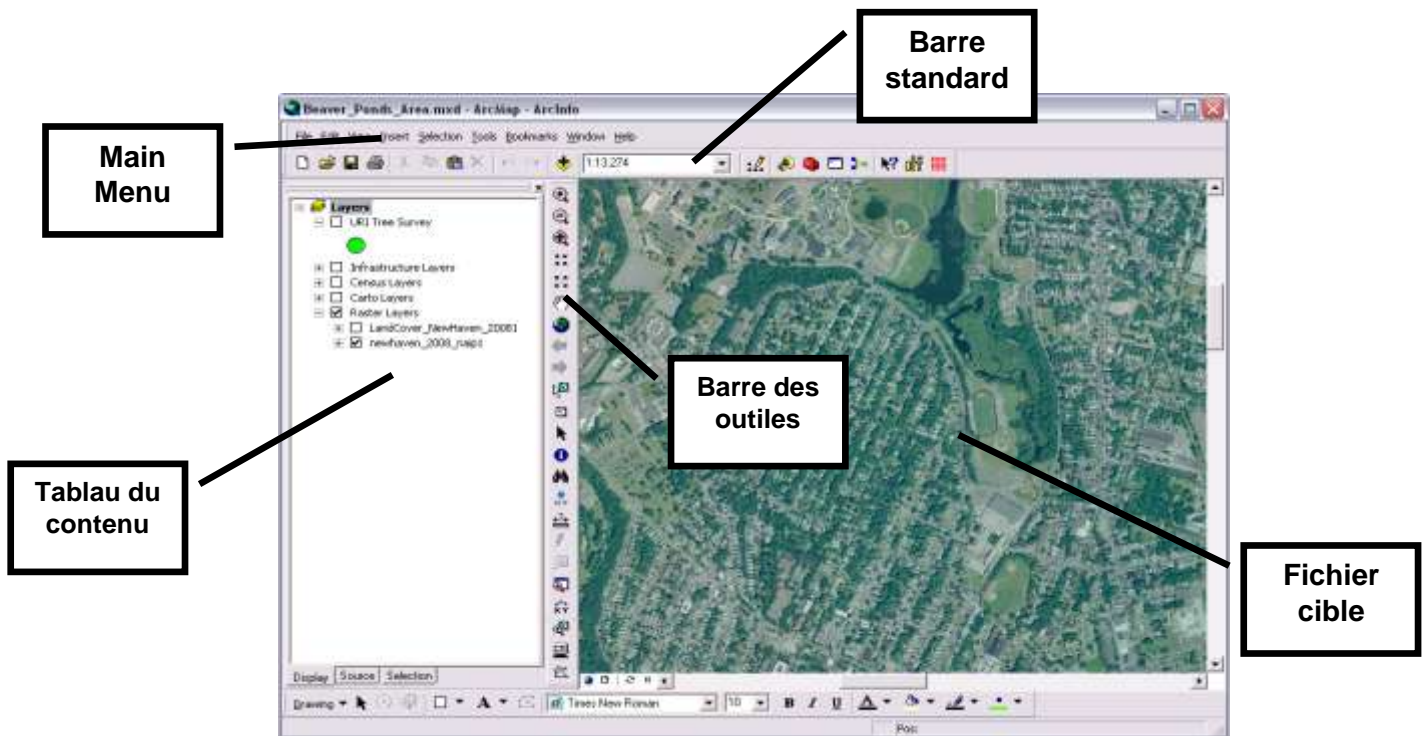 Barre
standard
Main
Menu
Beaver_Ponds_Area.mxd - ArcMap - ArcInfo
File Edit View Insert Selection Tools Bookmarks Window Help
1:13,274
Layers
URI Tree Survey
Infrastructure Layers
Census Layers
Carto Layers
Raster Layers
LandCover_NewHaven_20081
newhaven_2008_naip1
Barre des
outiles
Tablau du
contenu
Fichier
cible
Display Source Selection
Drawing A Times New Roman 10 B I U A